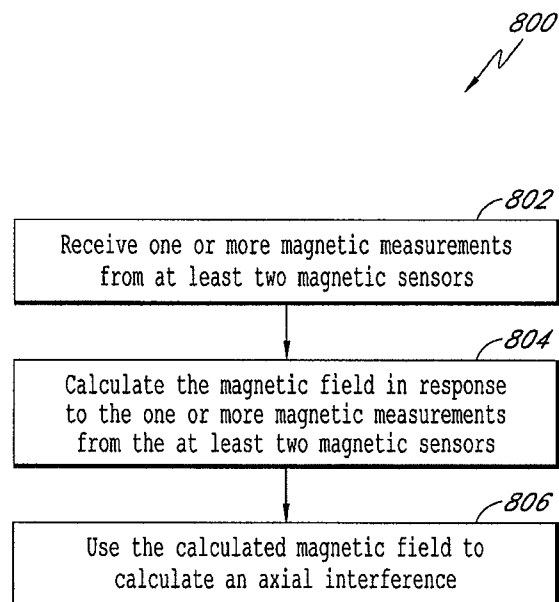 800
802
Receive one or more magnetic measurements
from at least two magnetic sensors
804
Calculate the magnetic field in response
to the one or more magnetic measurements
from the at least two magnetic sensors
806
Use the calculated magnetic field to
calculate an axial interference